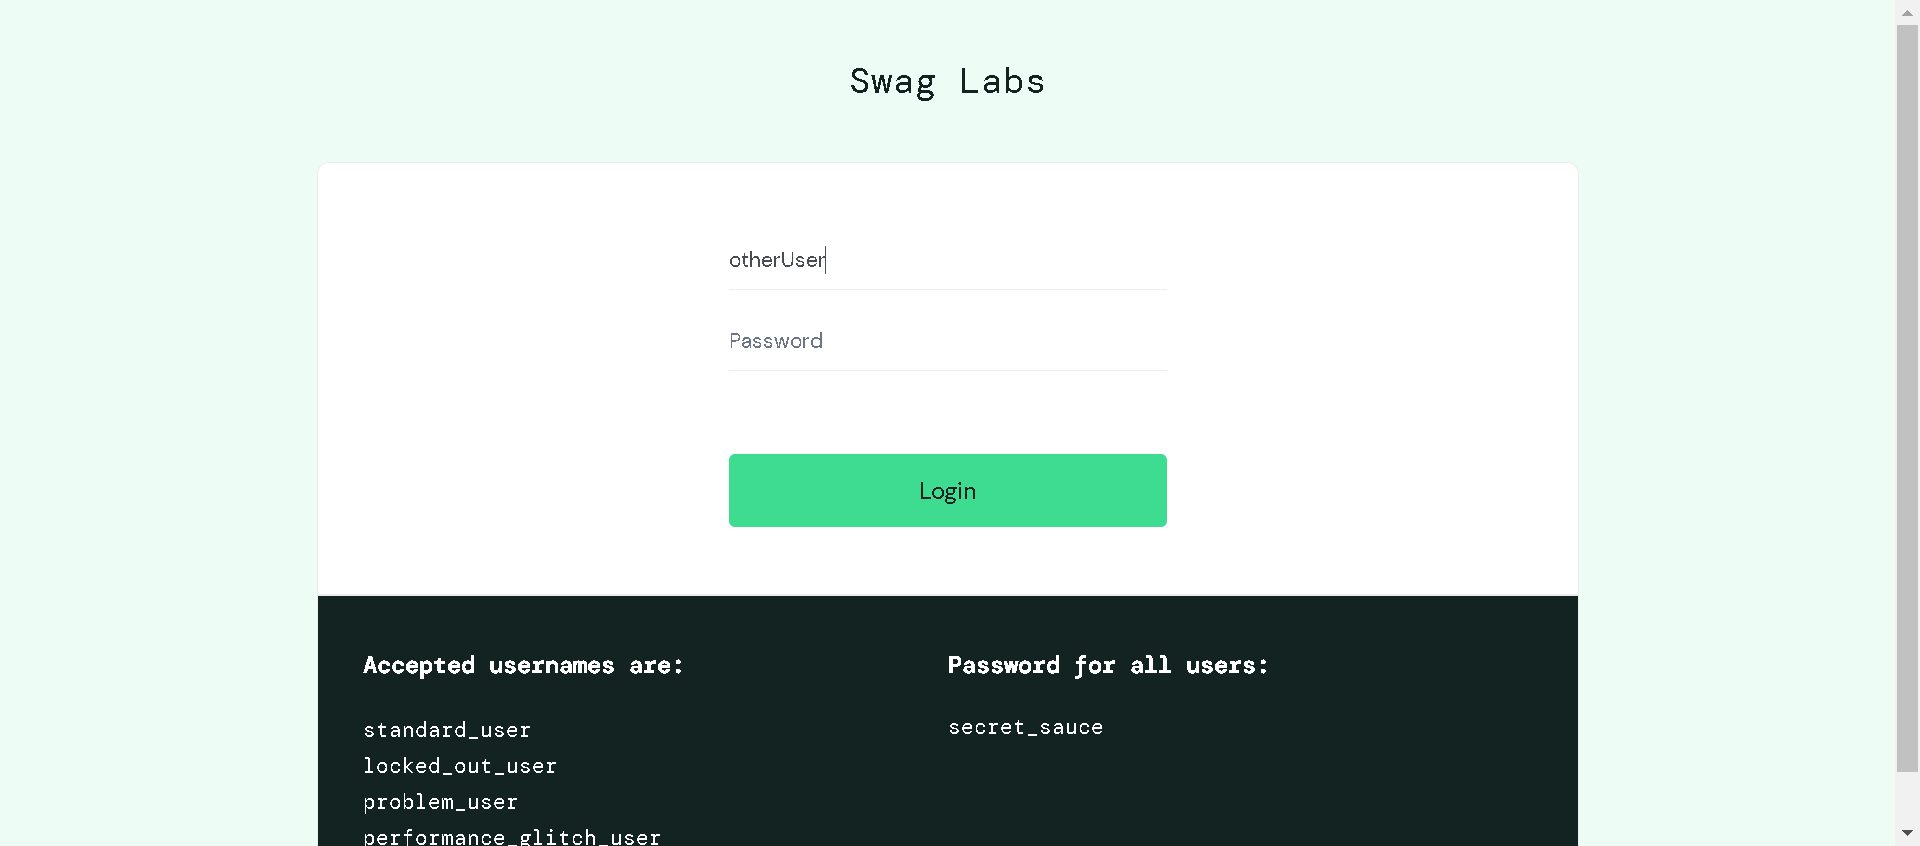 Swag Labs
otherUser
Password
Login
Accepted usernames are:
standard_user
locked_out_user
problem_user
performance_glitch_user
Password for all users:
secret_sauce